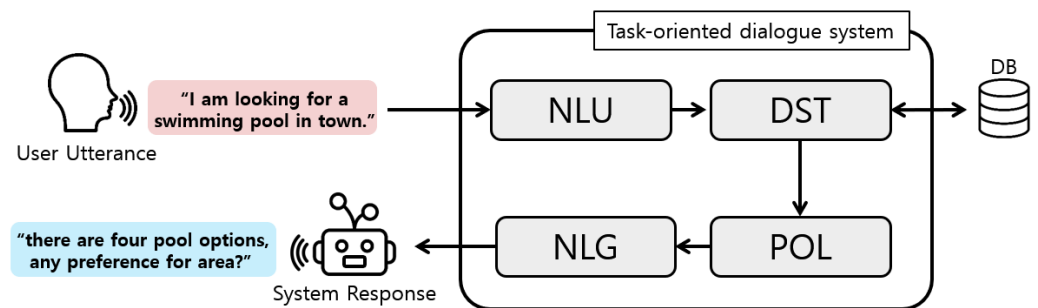 Task-oriented dialogue system
DB
“I am looking for a
swimming pool in town.”
NLU
DST
User Utterance
“there are four pool options,
any preference for area?”
NLG
POL
System Response